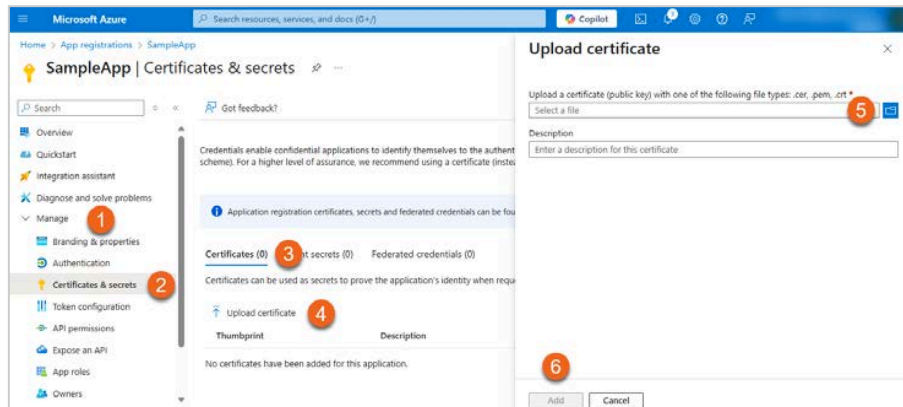 Microsoft Azure
Search resources, services, and docs (G+/)
Copilot
Home > App registrations > SampleApp
SampleApp | Certificates & secrets
Search
Got feedback?
Overview
Quickstart
Integration assistant
Diagnose and solve problems
Manage
1
Branding & properties
Authentication
Certificates & secrets
2
Token configuration
API permissions
Expose an API
App roles
Owners
Credentials enable confidential applications to identify themselves to the authent
scheme). For a higher level of assurance, we recommend using a certificate (instea
Application registration certificates, secrets and federated credentials can be fou
Certificates (0)
3
nt secrets (0)
Federated credentials (0)
Certificates can be used as secrets to prove the application's identity when reque
Upload certificate
4
Thumbprint
Description
No certificates have been added for this application.
Upload certificate
Upload a certificate (public key) with one of the following file types: .cer, .pem, .crt *
Select a file
5
Description
Enter a description for this certificate
6
Add
Cancel